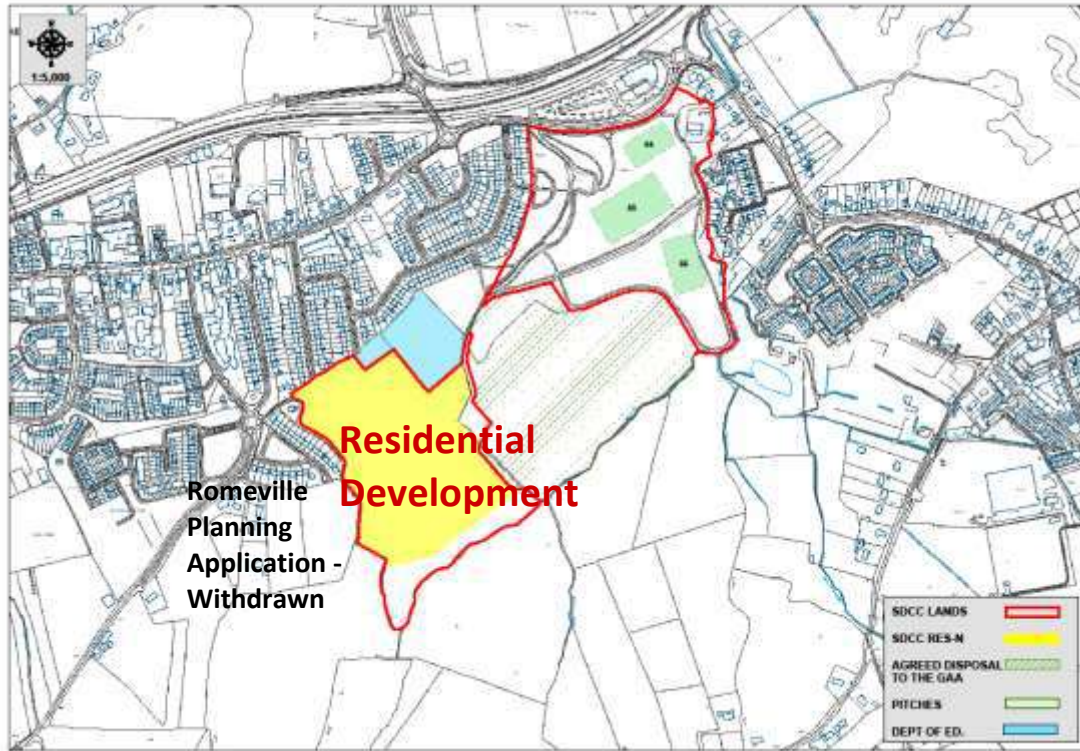 1:5,000
Residential
Development
Romeville
Planning
Application -
Withdrawn
SDCC LANDS
SDCC RES-N
AGREED DISPOSAL
TO THE GAA
PITCHES
DEPT OF ED.